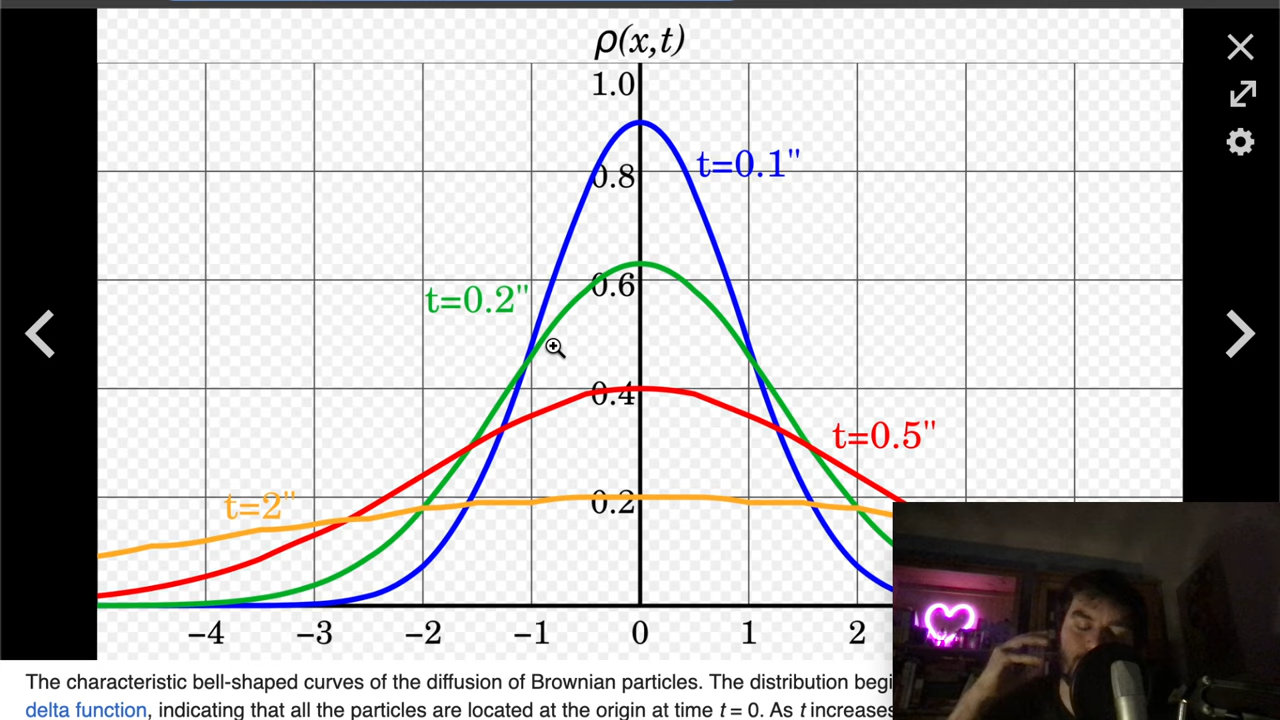 ρ(x,t)
1.0
t=0.1"
0.8
t=0.2"
0.6
0.4
t=0.5"
t=2"
0.2
−4 −3 −2 −1 0 1 2
The characteristic bell-shaped curves of the diffusion of Brownian particles. The distribution begi
delta function, indicating that all the particles are located at the origin at time t = 0. As t increases